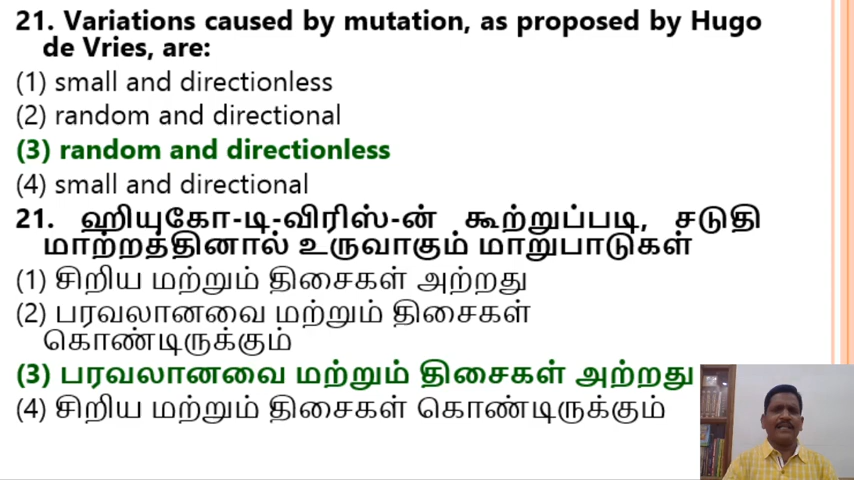 21. Variations caused by mutation, as proposed by Hugo
de Vries, are:
(1) small and directionless
(2) random and directional
(3) random and directionless
(4) small and directional
21. ஹியுகோ-டி-விரிஸ்-ன் கூற்றுப்படி, சடுதி
மாற்றத்தினால் உருவாகும் மாறுபாடுகள்
(1) சிறிய மற்றும் திசைகள் அற்றது
(2) பரவலானவை மற்றும் திசைகள்
கொண்டிருக்கும்
(3) பரவலானவை மற்றும் திசைகள் அற்றது
(4) சிறிய மற்றும் திசைகள் கொண்டிருக்கும்